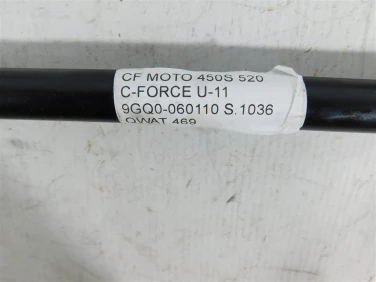 CF MOTO 450S 520
C-FORCE U-11
9GQ0-060110 S.1036
QWAT 469